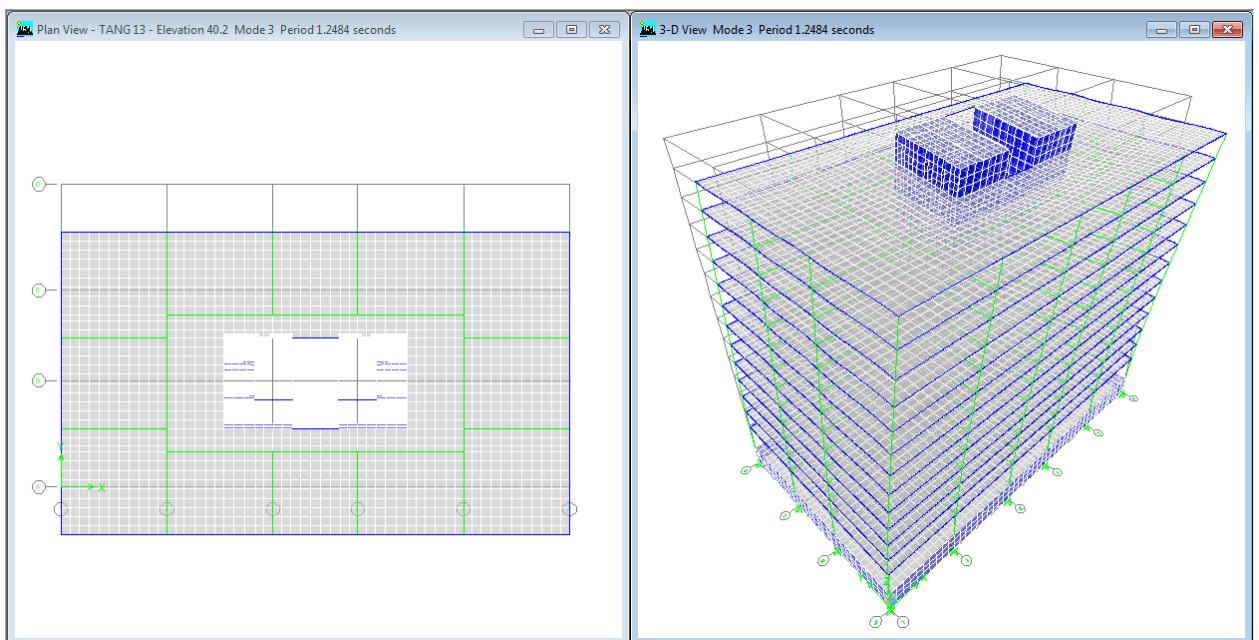 Plan View - TANG 13 - Elevation 40.2 Mode 3 Period 1.2484 seconds
3-D View Mode 3 Period 1.2484 seconds
D
C
B
A
Y
X